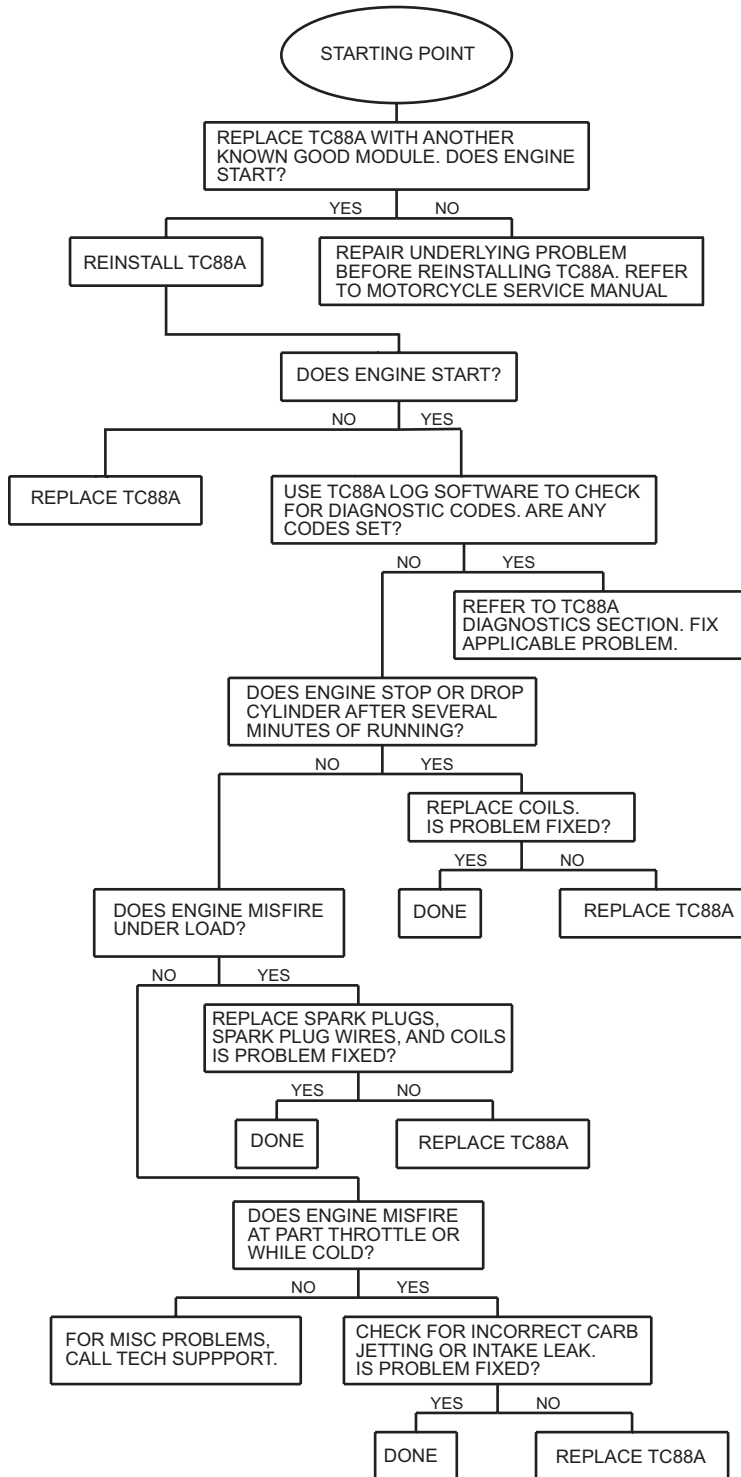 STARTING POINT
REPLACE TC88A WITH ANOTHER
KNOWN GOOD MODULE. DOES ENGINE
START?
YES
NO
REINSTALL TC88A
REPAIR UNDERLYING PROBLEM
BEFORE REINSTALLING TC88A. REFER
TO MOTORCYCLE SERVICE MANUAL
DOES ENGINE START?
NO
YES
REPLACE TC88A
USE TC88A LOG SOFTWARE TO CHECK
FOR DIAGNOSTIC CODES. ARE ANY
CODES SET?
NO
YES
REFER TO TC88A
DIAGNOSTICS SECTION. FIX
APPLICABLE PROBLEM.
DOES ENGINE STOP OR DROP
CYLINDER AFTER SEVERAL
MINUTES OF RUNNING?
NO
YES
REPLACE COILS.
IS PROBLEM FIXED?
YES
NO
DONE
REPLACE TC88A
DOES ENGINE MISFIRE
UNDER LOAD?
NO
YES
REPLACE SPARK PLUGS,
SPARK PLUG WIRES, AND COILS
IS PROBLEM FIXED?
YES
NO
DONE
REPLACE TC88A
DOES ENGINE MISFIRE
AT PART THROTTLE OR
WHILE COLD?
NO
YES
FOR MISC PROBLEMS,
CALL TECH SUPPPORT.
CHECK FOR INCORRECT CARB
JETTING OR INTAKE LEAK.
IS PROBLEM FIXED?
YES
NO
DONE
REPLACE TC88A